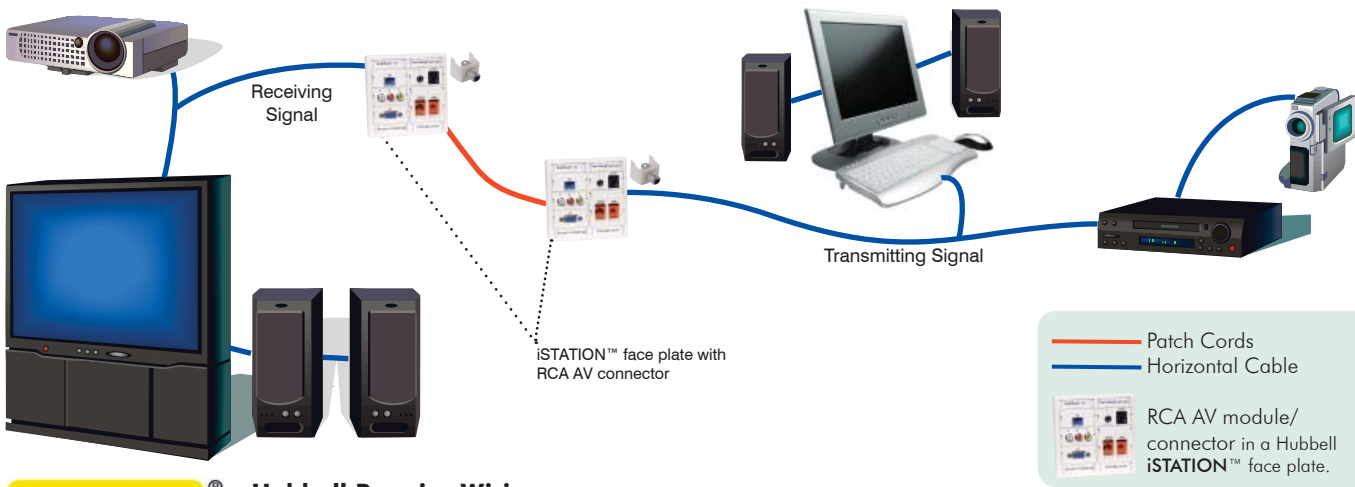 Receiving
Signal
Transmitting Signal
iSTATION™ face plate with
RCA AV connector
Patch Cords
Horizontal Cable
RCA AV module/
connector in a Hubbell
iSTATION™ face plate.
®